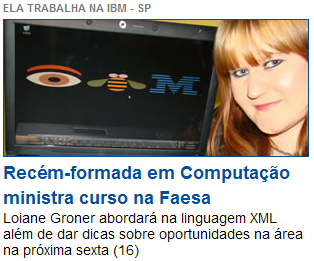 ELA TRABALHA NA IBM - SP
Recém-formada em Computação
ministra curso na Faesa
Loiane Groner abordará na linguagem XML
além de dar dicas sobre oportunidades na área
na próxima sexta (16)